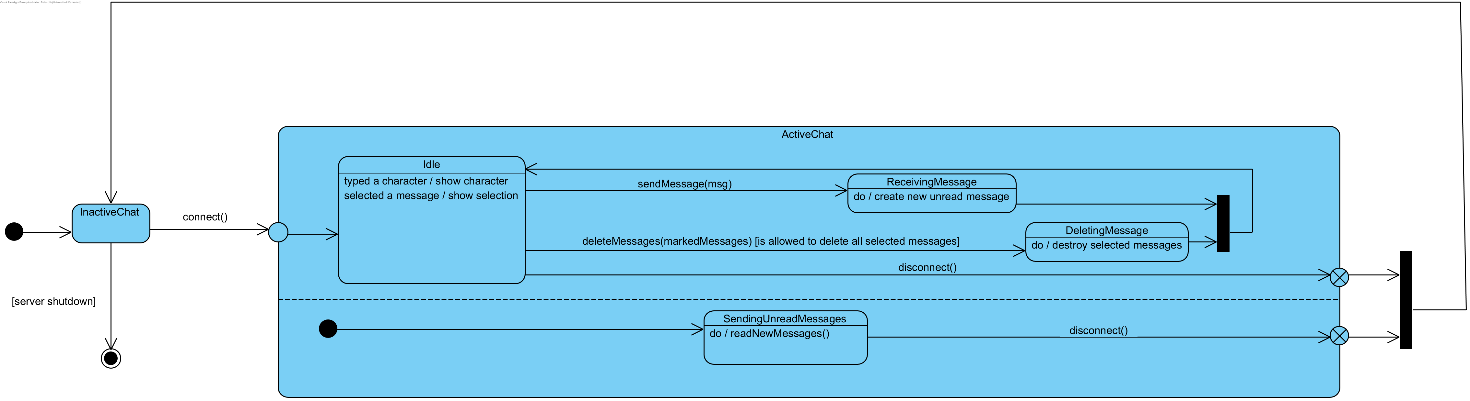 ActiveChat
Idle
typed a character / show character
selected a message / show selection
sendMessage(msg)
ReceivingMessage
do / create new unread message
InactiveChat
connect()
deleteMessages(markedMessages) [is allowed to delete all selected messages]
DeletingMessage
do / destroy selected messages
disconnect()
[server shutdown]
SendingUnreadMessages
do / readNewMessages()
disconnect()